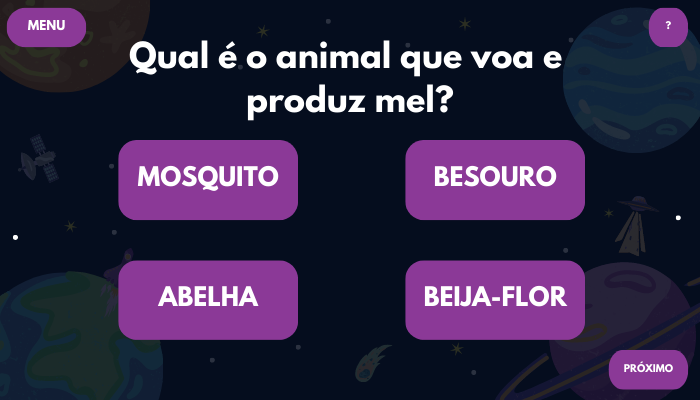 MENU
?
Qual é o animal que voa e
produz mel?
MOSQUITO
BESOURO
ABELHA
BEIJA-FLOR
PRÓXIMO